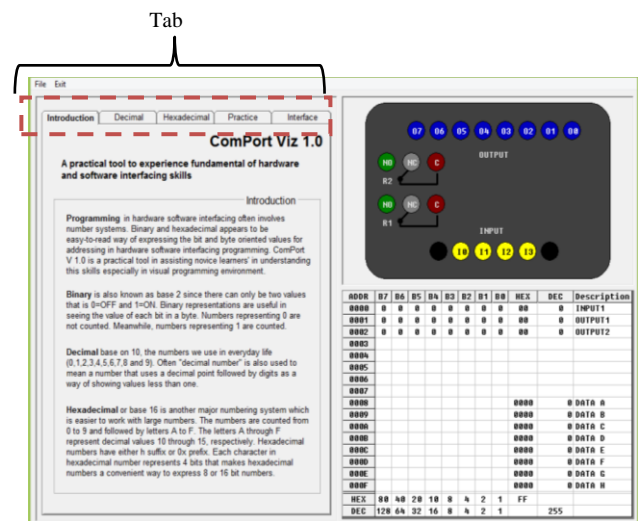 Tab
File Exit
Introduction Decimal Hexadecimal Practice Interface
ComPort Viz 1.0
A practical tool to experience fundamental of hardware
and software interfacing skills
Introduction
Programming in hardware software interfacing often involves
number systems. Binary and hexadecimal appears to be
easy-to-road way of expressing the bit and byte oriented values for
addressing in hardware software interfacing programming. ComPort
V 1.0 is a practical tool in assisting novice learners' in understanding
this skills especially in visual programming environment.
Binary is also known as base 2 since there can only be two values
that is 0=OFF and 1=ON. Binary representations are useful in
seeing the value of each bit in a byte. Numbers representing 0 are
not counted. Meanwhile, numbers representing 1 are counted.
Decimal base on 10, the numbers we use in everyday life
(0,1,2,3,4,5,6,7,8 and 9). Often "decimal number" is also used to
mean a number that uses a decimal point followed by digits as a
way of showing values less than one.
Hexadecimal or base 16 is another major numbering system which
is easier to work with large numbers. The numbers are counted from
0 to 9 and followed by letters A to F. The letters A through F
represent decimal values 10 through 15, respectively. Hexadecimal
numbers have either h suffix or 0x prefix. Each character in
hexadecimal number represents 4 bits that makes hexadecimal
numbers a convenient way to express 8 or 16 bit numbers.
07 06 05 04 03 02 01 00
OUTPUT
NO NC C
R2
NO NC C
R1
INPUT
I0 I1 I2 I3
ADDR B7 B6 B5 B4 B3 B2 B1 B0 HEX DEC Description
0000 0 0 0 0 0 0 0 0 00 0 INPUT1
0001 0 0 0 0 0 0 0 0 00 0 OUTPUT1
0002 0 0 0 0 0 0 0 0 00 0 OUTPUT2
0003
0004
0005
0006
0007
0008 0000 0 DATA A
0009 0000 0 DATA B
000A 0000 0 DATA C
000B 0000 0 DATA D
000C 0000 0 DATA E
000D 0000 0 DATA F
000E 0000 0 DATA G
000F 0000 0 DATA H
HEX 80 40 20 10 8 4 2 1 FF
DEC 128 64 32 16 8 4 2 1 255